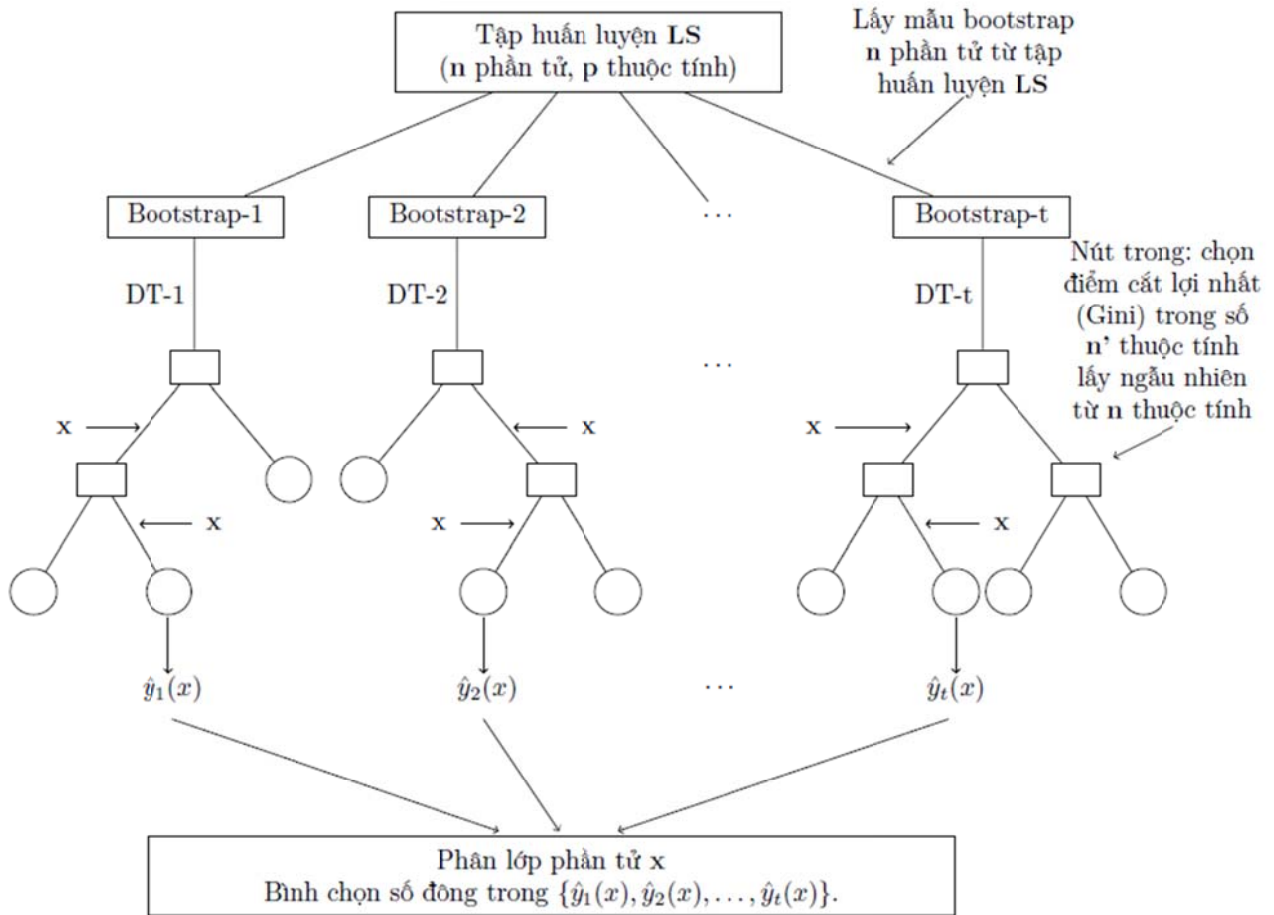 Tập huấn luyện LS
(n phần tử, p thuộc tính)
Lấy mẫu bootstrap
n phần tử từ tập
huấn luyện LS
Bootstrap-1
Bootstrap-2
...
Bootstrap-t
DT-1
DT-2
DT-t
Nút trong: chọn
điểm cắt lợi nhất
(Gini) trong số
n' thuộc tính
lấy ngẫu nhiên
từ n thuộc tính
...
x
x
x
x
x
x
ŷ₁(x)
ŷ₂(x)
...
ŷₜ(x)
Phân lớp phần tử x
Bình chọn số đông trong {ŷ₁(x), ŷ₂(x), . . . , ŷₜ(x)}.